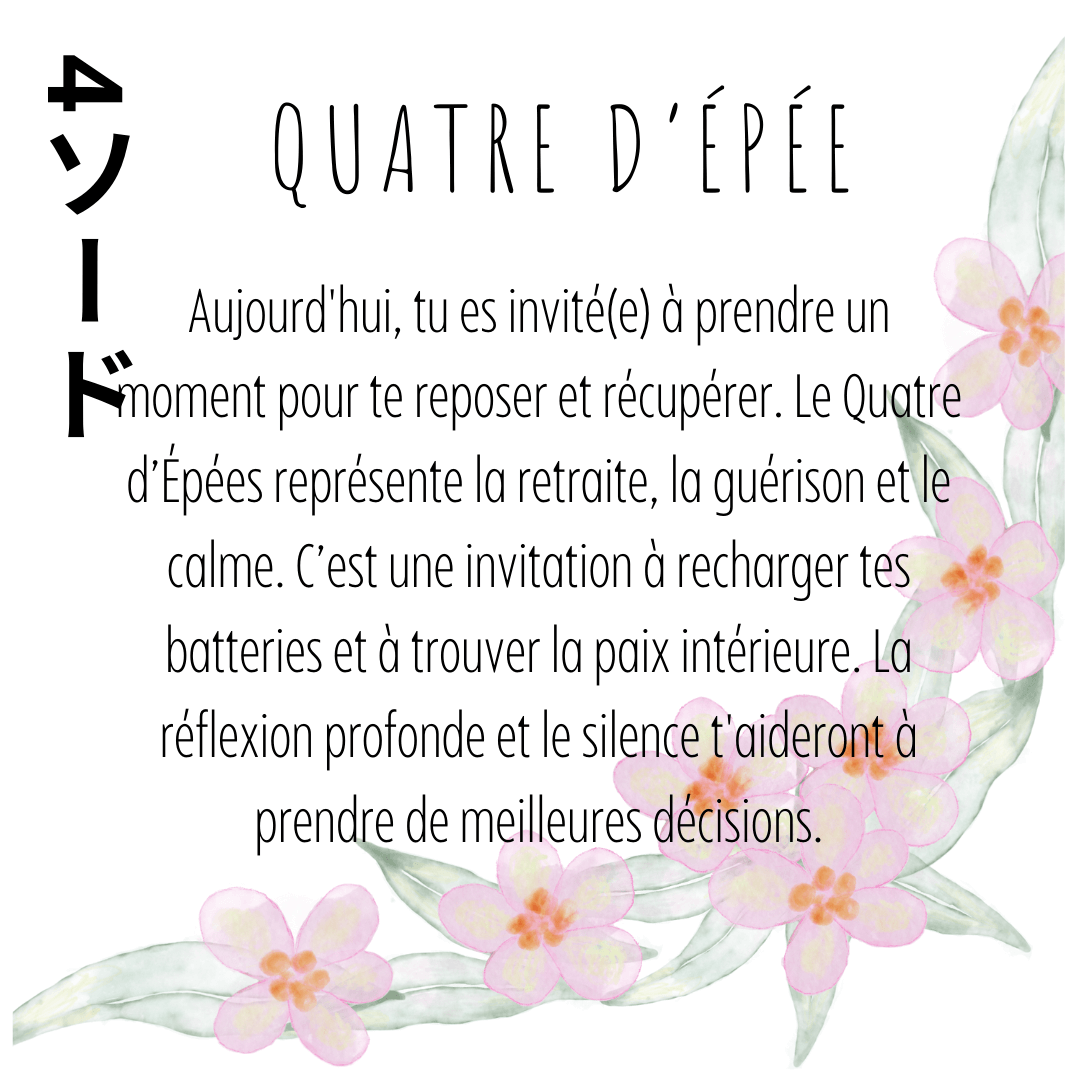 4ソード
QUATRE D’ÉPÉE
Aujourd'hui, tu es invité(e) à prendre un
moment pour te reposer et récupérer. Le Quatre
d’Épées représente la retraite, la guérison et le
calme. C’est une invitation à recharger tes
batteries et à trouver la paix intérieure. La
réflexion profonde et le silence t'aideront à
prendre de meilleures décisions.